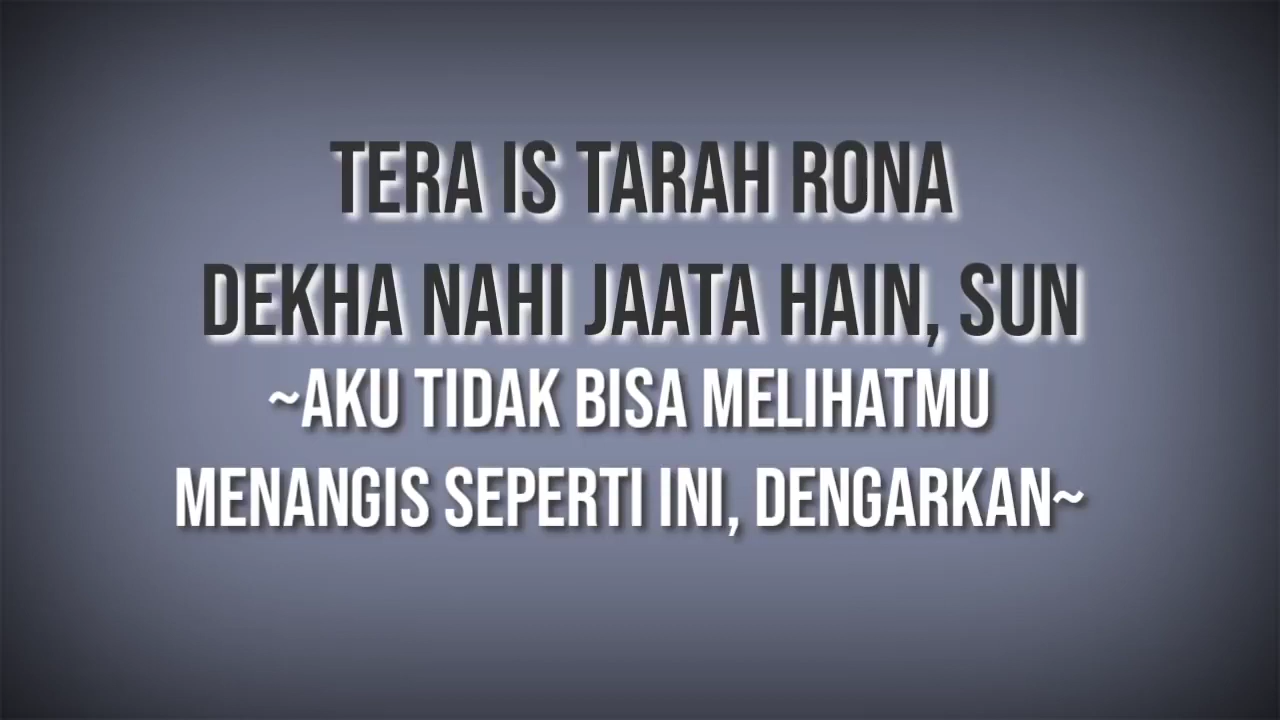 TERA IS TARAH RONA
DEKHA NAHI JAATA HAIN, SUN
~AKU TIDAK BISA MELIHATMU
MENANGIS SEPERTI INI, DENGARKAN~